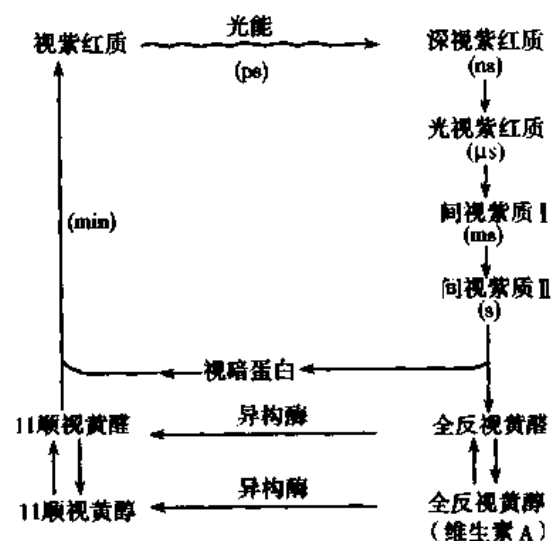 视紫红质
光能
(ps)
深视紫红质
(ns)
光视紫红质
(μs)
间视紫质Ⅰ
(ms)
间视紫质Ⅱ
(s)
(min)
视暗蛋白
11顺视黄醛
异构酶
全反视黄醛
11顺视黄醇
异构酶
全反视黄醇
(维生素A)